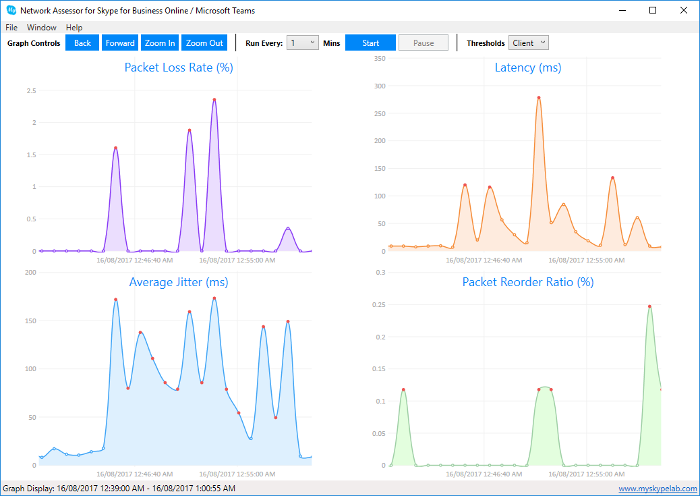 Network Assessor for Skype for Business Online / Microsoft Teams
File Window Help
Graph Controls Back Forward Zoom In Zoom Out Run Every: 1 Mins Start Pause Thresholds Client
Packet Loss Rate (%)
2.5
2
1.5
1
0.5
0
16/08/2017 12:46:40 AM 16/08/2017 12:55:00 AM
Latency (ms)
350
300
250
200
150
100
50
0
16/08/2017 12:46:40 AM 16/08/2017 12:55:00 AM
Average Jitter (ms)
200
150
100
50
0
16/08/2017 12:46:40 AM 16/08/2017 12:55:00 AM
Packet Reorder Ratio (%)
0.3
0.25
0.2
0.15
0.1
0.05
0
16/08/2017 12:46:40 AM 16/08/2017 12:55:00 AM
Graph Display: 16/08/2017 12:39:00 AM - 16/08/2017 1:00:55 AM www.myskypelab.com